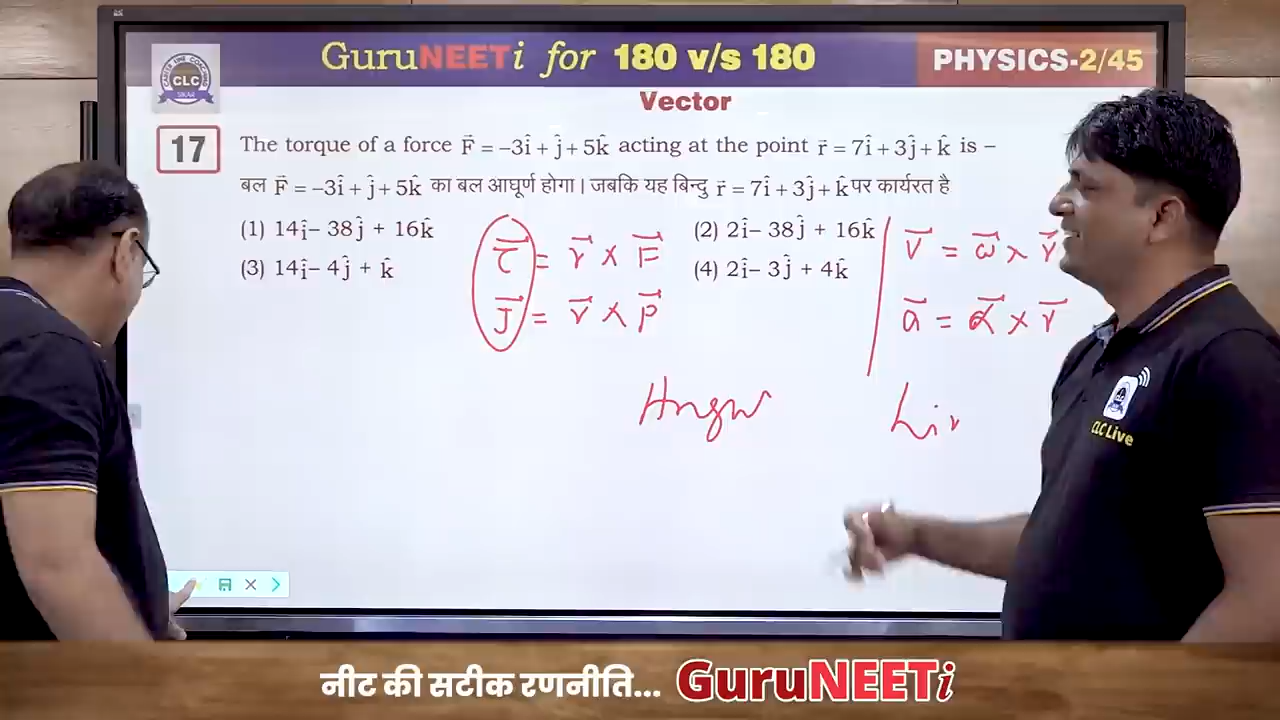 GuruNEETi for 180 v/s 180
PHYSICS-2/45
CLC
SIKAR
Vector
17
The torque of a force F⃗ = −3î + ĵ + 5k̂ acting at the point r⃗ = 7î + 3ĵ + k̂ is –
बल F⃗ = −3î + ĵ + 5k̂ का बल आघूर्ण होगा। जबकि यह बिन्दु r⃗ = 7î + 3ĵ + k̂ पर कार्यरत है
(1) 14î– 38ĵ + 16k̂
(2) 2î– 38ĵ + 16k̂
(3) 14î– 4ĵ + k̂
(4) 2î– 3ĵ + 4k̂
τ⃗ = r⃗ × F⃗
J⃗ = r⃗ × p⃗
v⃗ = ω⃗ × r⃗
a⃗ = α⃗ × r⃗
CLC Live
नीट की सटीक रणनीति... GuruNEETi